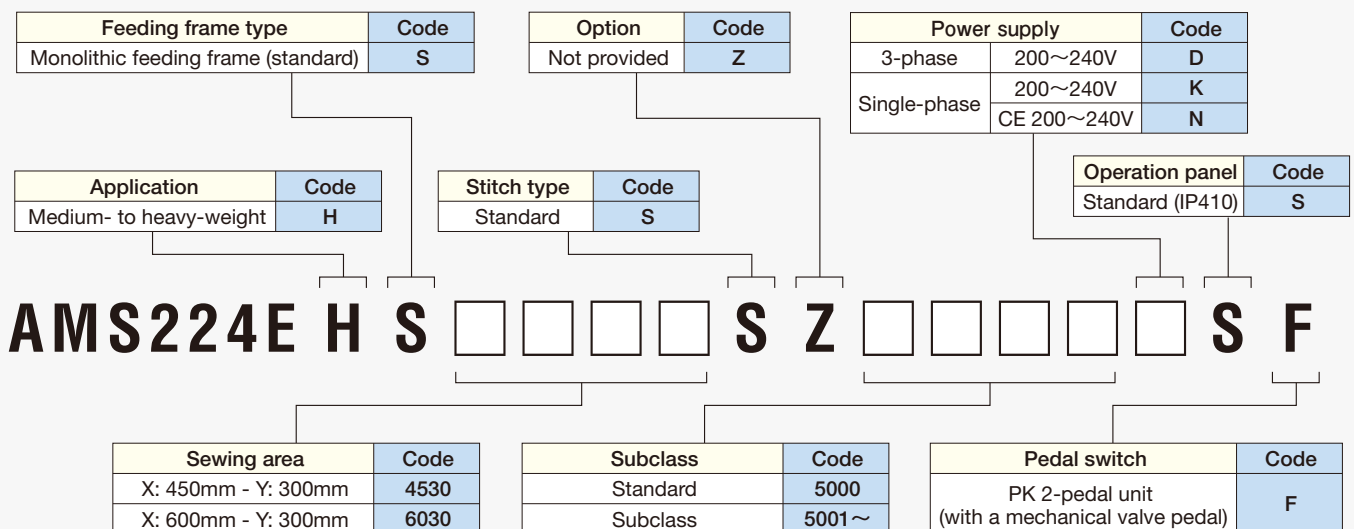 Feeding frame type Code
Monolithic feeding frame (standard) S
Option Code
Not provided Z
Power supply Code
3-phase 200～240V D
Single-phase 200～240V K
CE 200～240V N
Application Code
Medium- to heavy-weight H
Stitch type Code
Standard S
Operation panel Code
Standard (IP410) S
AMS224E H S □□□□ S Z □□□□ □ S F
Sewing area Code
X: 450mm - Y: 300mm 4530
X: 600mm - Y: 300mm 6030
Subclass Code
Standard 5000
Subclass 5001～
Pedal switch Code
PK 2-pedal unit
(with a mechanical valve pedal) F